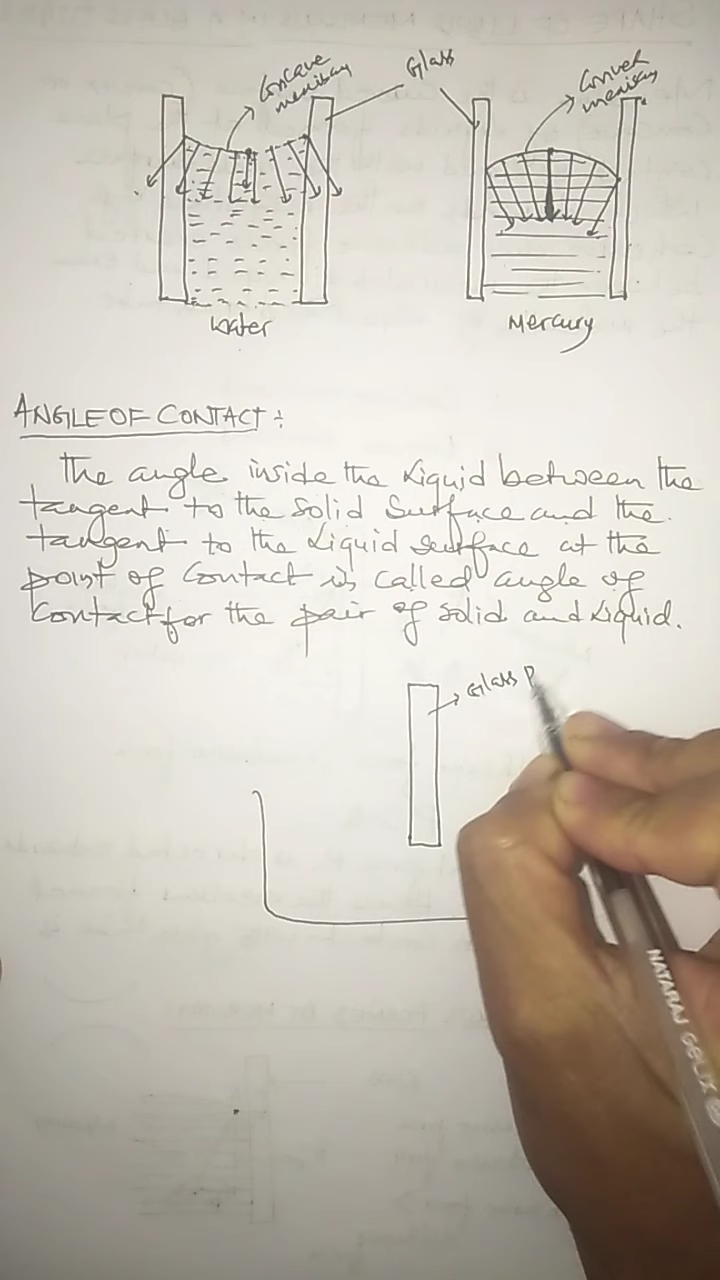 Concave
meniscus
Glass
Convex
meniscus
Water
Mercury
ANGLE OF CONTACT:
The angle inside the Liquid between the
tangent to the solid surface and the
tangent to the Liquid surface at the
point of contact is called angle of
contact for the pair of solid and Liquid.
Glass P
NATARAJ GELIX